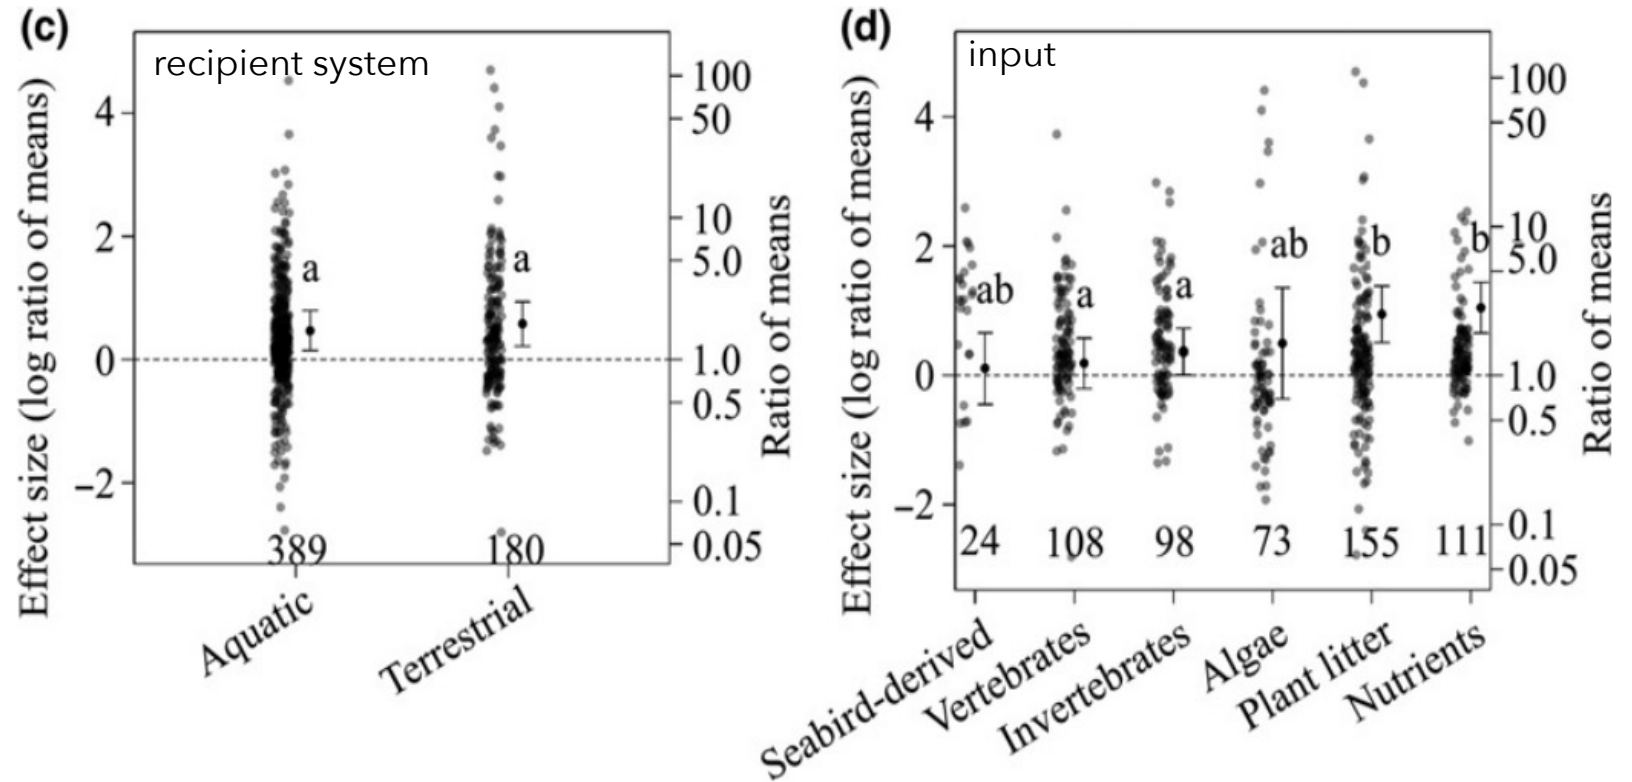 (c)
recipient system
Effect size (log ratio of means)
4
2
0
−2
100
50
10
5.0
1.0
0.5
0.1
0.05
Ratio of means
a
a
389
180
Aquatic
Terrestrial
(d)
input
Effect size (log ratio of means)
4
2
0
−2
100
50
10
5.0
1.0
0.5
0.1
0.05
Ratio of means
ab
a
a
ab
b
b
24
108
98
73
155
111
Seabird-derived
Vertebrates
Invertebrates
Algae
Plant litter
Nutrients